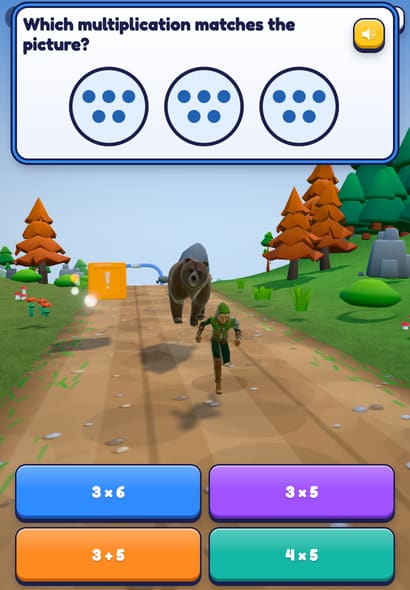 Which multiplication matches the
picture?
!
3 × 6
3 × 5
3 + 5
4 × 5